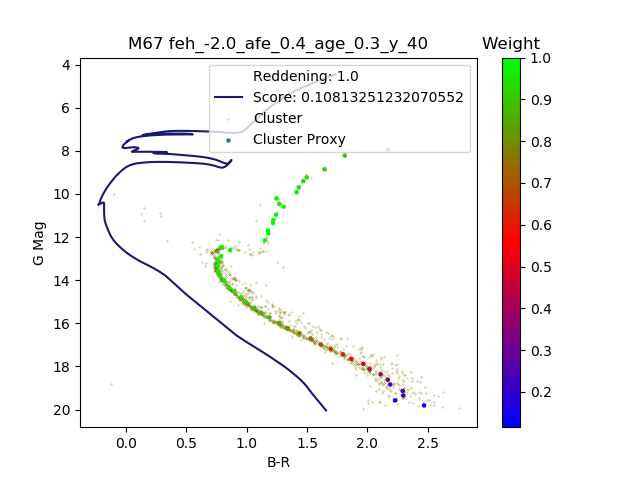 M67 feh_-2.0_afe_0.4_age_0.3_y_40
Weight
Reddening: 1.0
Score: 0.10813251232070552
Cluster
Cluster Proxy
4
6
8
10
12
14
16
18
20
G Mag
0.0 0.5 1.0 1.5 2.0 2.5
B-R
1.0
0.9
0.8
0.7
0.6
0.5
0.4
0.3
0.2